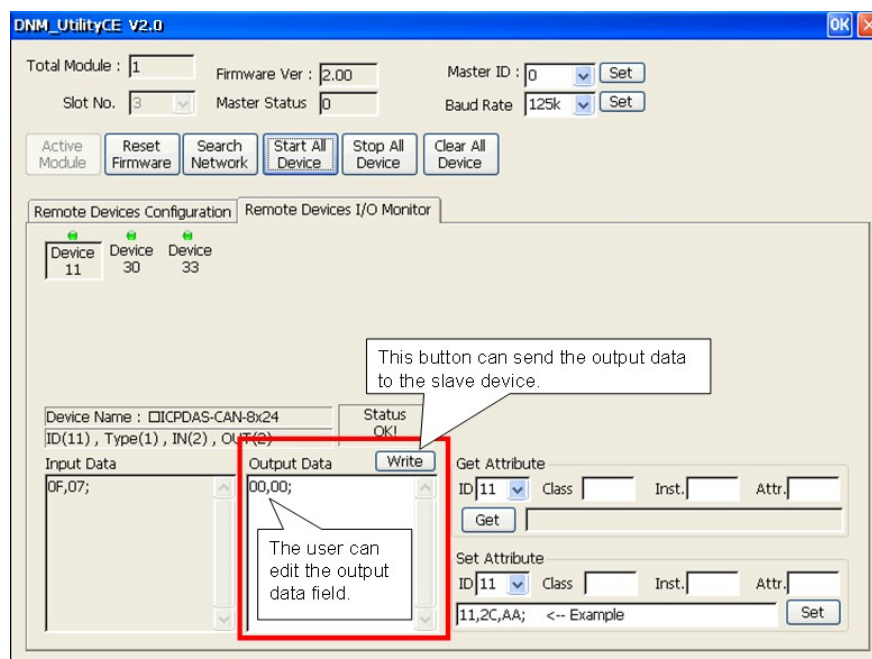 DNM_UtilityCE V2.0 OK
Total Module : 1 Firmware Ver : 2.00 Master ID : 0 Set
Slot No. 3 Master Status 0 Baud Rate 125k Set
Active Module Reset Firmware Search Network Start All Device Stop All Device Clear All Device
Remote Devices Configuration Remote Devices I/O Monitor
Device 11 Device 30 Device 33
This button can send the output data
to the slave device.
Device Name : □ICPDAS-CAN-8x24 Status
ID(11) , Type(1) , IN(2) , OUT(2) OK!
Input Data Output Data Write Get Attribute
0F,07; 00,00; ID 11 Class Inst. Attr.
Get
The user can
edit the output
data field.
Set Attribute
ID 11 Class Inst. Attr.
11,2C,AA; <-- Example Set